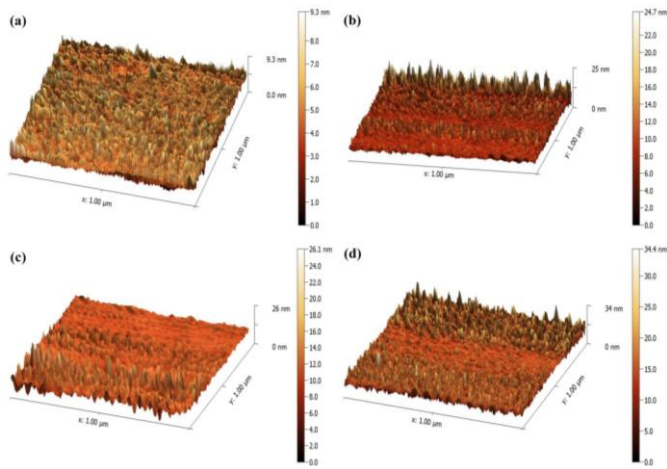 (a)
9.3 nm
0.0 nm
x: 1.00 μm
y: 1.00 μm
9.3 nm
8.0
7.0
6.0
5.0
4.0
3.0
2.0
1.0
0.0
(b)
25 nm
0 nm
x: 1.00 μm
y: 1.00 μm
24.7 nm
22.0
20.0
18.0
16.0
14.0
12.0
10.0
8.0
6.0
4.0
2.0
0.0
(c)
26 nm
0 nm
x: 1.00 μm
y: 1.00 μm
26.1 nm
24.0
22.0
20.0
18.0
16.0
14.0
12.0
10.0
8.0
6.0
4.0
2.0
0.0
(d)
34 nm
0 nm
x: 1.00 μm
y: 1.00 μm
34.4 nm
30.0
25.0
20.0
15.0
10.0
5.0
0.0